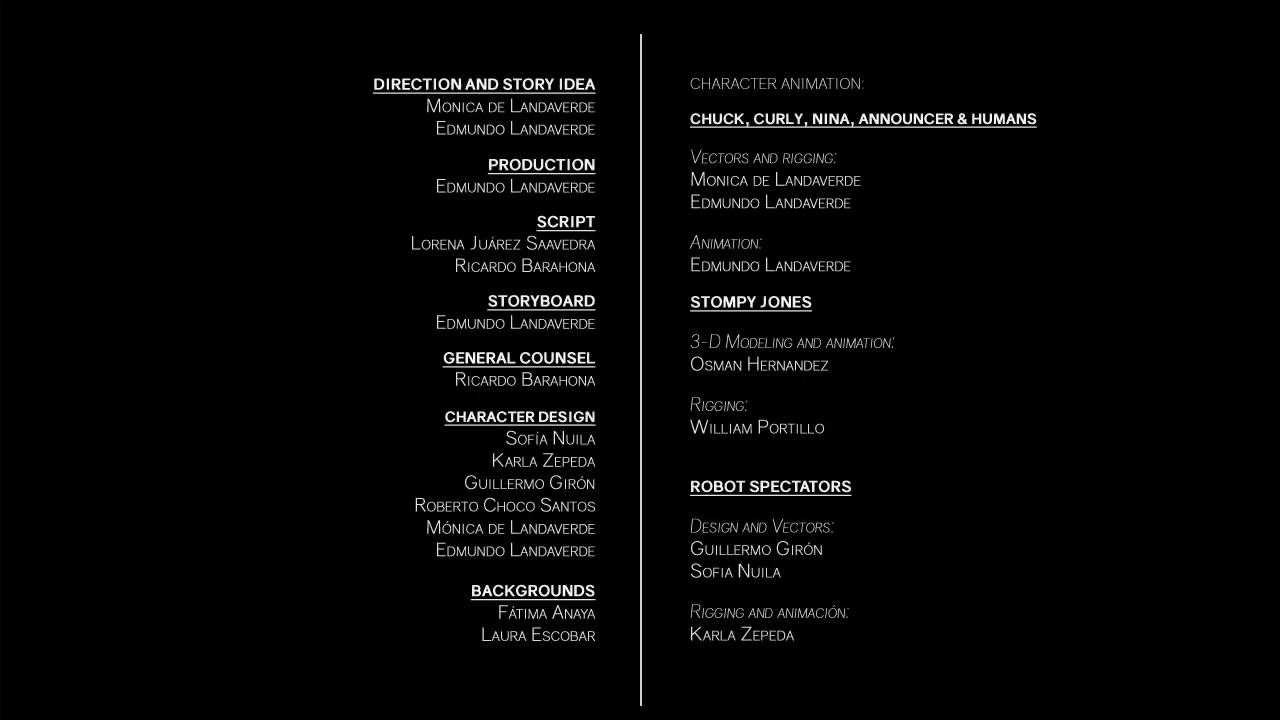 DIRECTION AND STORY IDEA
Monica de Landaverde
Edmundo Landaverde
PRODUCTION
Edmundo Landaverde
SCRIPT
Lorena Juárez Saavedra
Ricardo Barahona
STORYBOARD
Edmundo Landaverde
GENERAL COUNSEL
Ricardo Barahona
CHARACTER DESIGN
Sofía Nuila
Karla Zepeda
Guillermo Girón
Roberto Choco Santos
Mónica de Landaverde
Edmundo Landaverde
BACKGROUNDS
Fátima Anaya
Laura Escobar
CHARACTER ANIMATION:
CHUCK, CURLY, NINA, ANNOUNCER & HUMANS
Vectors and rigging:
Monica de Landaverde
Edmundo Landaverde
Animation:
Edmundo Landaverde
STOMPY JONES
3-D Modeling and animation:
Osman Hernandez
Rigging:
William Portillo
ROBOT SPECTATORS
Design and Vectors:
Guillermo Girón
Sofia Nuila
Rigging and animación:
Karla Zepeda